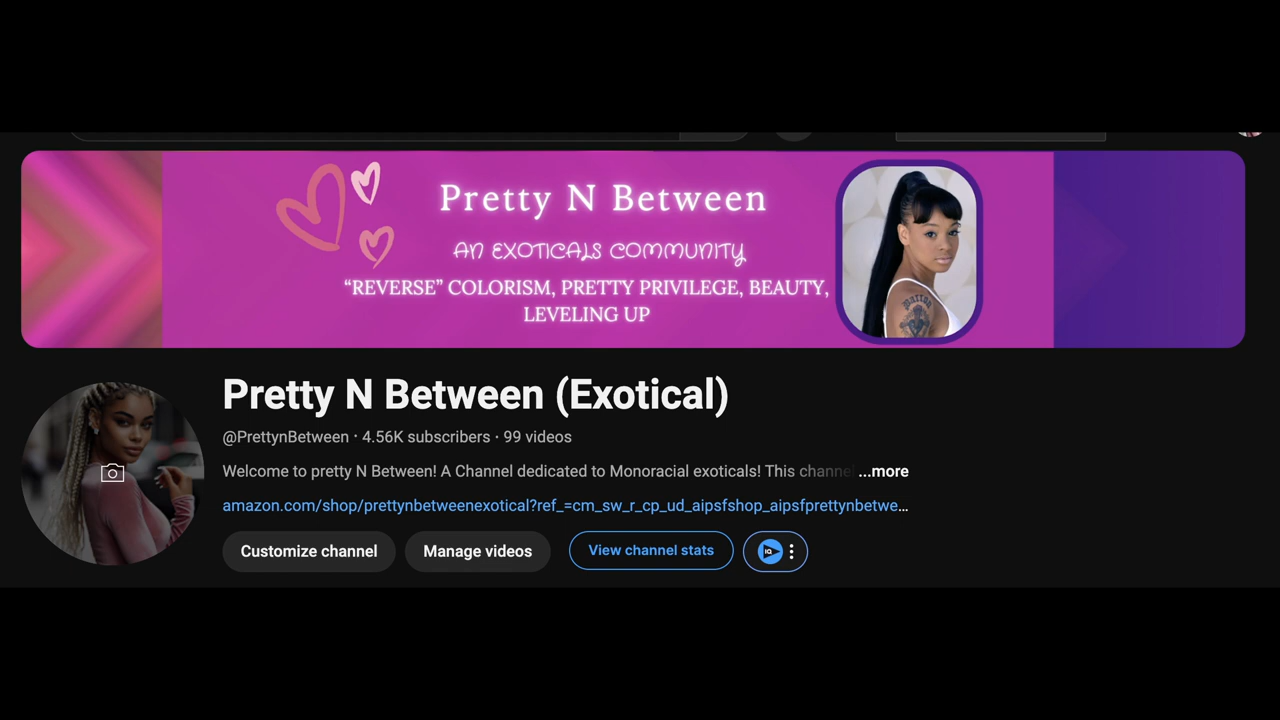 Pretty N Between
AN EXOTICALS COMMUNITY
“REVERSE” COLORISM, PRETTY PRIVILEGE, BEAUTY,
LEVELING UP
Pretty N Between (Exotical)
@PrettynBetween · 4.56K subscribers · 99 videos
Welcome to pretty N Between! A Channel dedicated to Monoracial exoticals! This channe ...more
amazon.com/shop/prettynbetweenexotical?ref_=cm_sw_r_cp_ud_aipsfshop_aipsfprettynbetwe...
Customize channel
Manage videos
View channel stats
IQ